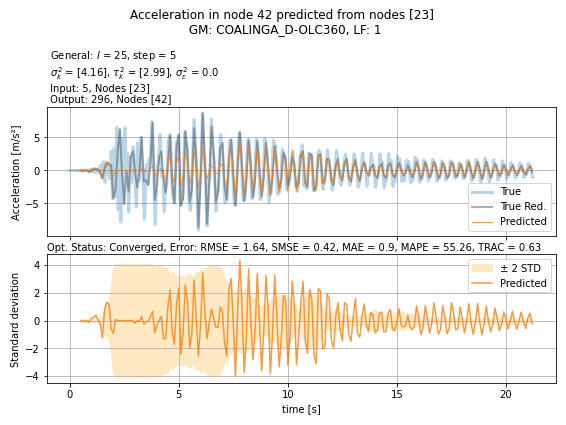 Acceleration in node 42 predicted from nodes [23]
GM: COALINGA_D-OLC360, LF: 1
General: l = 25, step = 5
σ²ₖ = [4.16], τ²ₖ = [2.99], σ²ε = 0.0
Input: 5, Nodes [23]
Output: 296, Nodes [42]
Acceleration [m/s²]
5
0
−5
True
True Red.
Predicted
Opt. Status: Converged, Error: RMSE = 1.64, SMSE = 0.42, MAE = 0.9, MAPE = 55.26, TRAC = 0.63
Standard deviation
4
2
0
−2
−4
± 2 STD
Predicted
0 5 10 15 20
time [s]